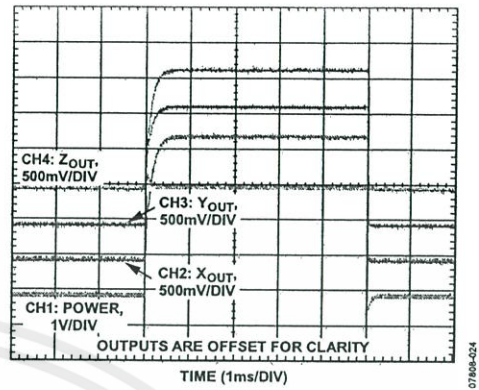 CH4: ZOUT,
500mV/DIV
CH3: YOUT,
500mV/DIV
CH2: XOUT,
500mV/DIV
CH1: POWER,
1V/DIV
OUTPUTS ARE OFFSET FOR CLARITY
TIME (1ms/DIV)
07808-024